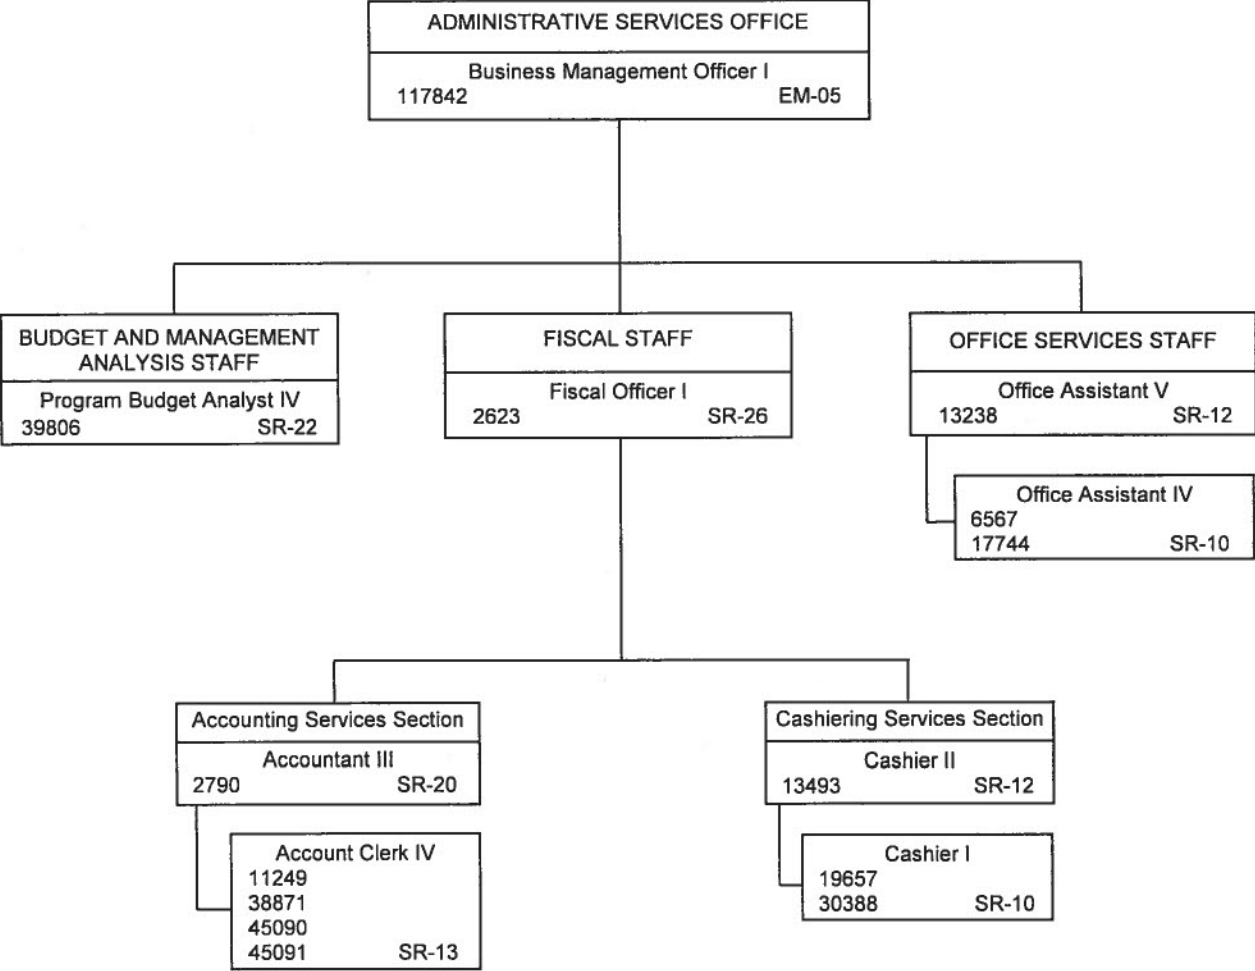 ADMINISTRATIVE SERVICES OFFICE
Business Management Officer I
117842 EM-05
BUDGET AND MANAGEMENT
ANALYSIS STAFF
Program Budget Analyst IV
39806 SR-22
FISCAL STAFF
Fiscal Officer I
2623 SR-26
OFFICE SERVICES STAFF
Office Assistant V
13238 SR-12
Office Assistant IV
6567
17744 SR-10
Accounting Services Section
Accountant III
2790 SR-20
Account Clerk IV
11249
38871
45090
45091 SR-13
Cashiering Services Section
Cashier II
13493 SR-12
Cashier I
19657
30388 SR-10